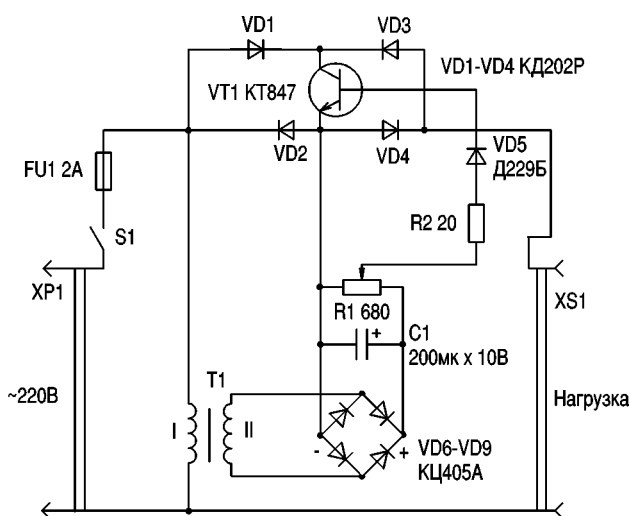 VD1
VD3
VD1-VD4 КД202Р
VT1 КТ847
VD2
VD4
VD5
Д229Б
FU1 2А
S1
R2 20
XP1
XS1
R1 680
+
C1
200мк x 10В
~220В
T1
I
II
Нагрузка
-
+
VD6-VD9
КЦ405А